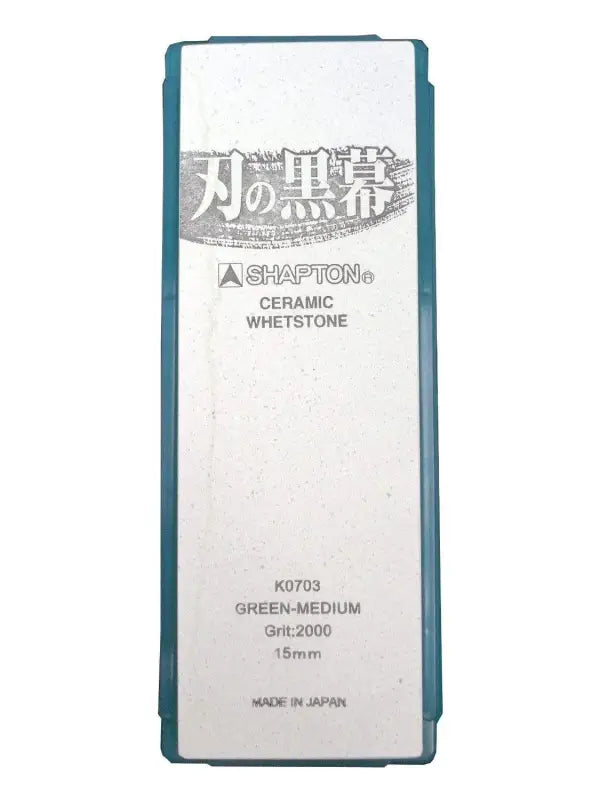 刃の黒幕
SHAPTON®
CERAMIC
WHETSTONE
K0703
GREEN-MEDIUM
Grit:2000
15mm
MADE IN JAPAN